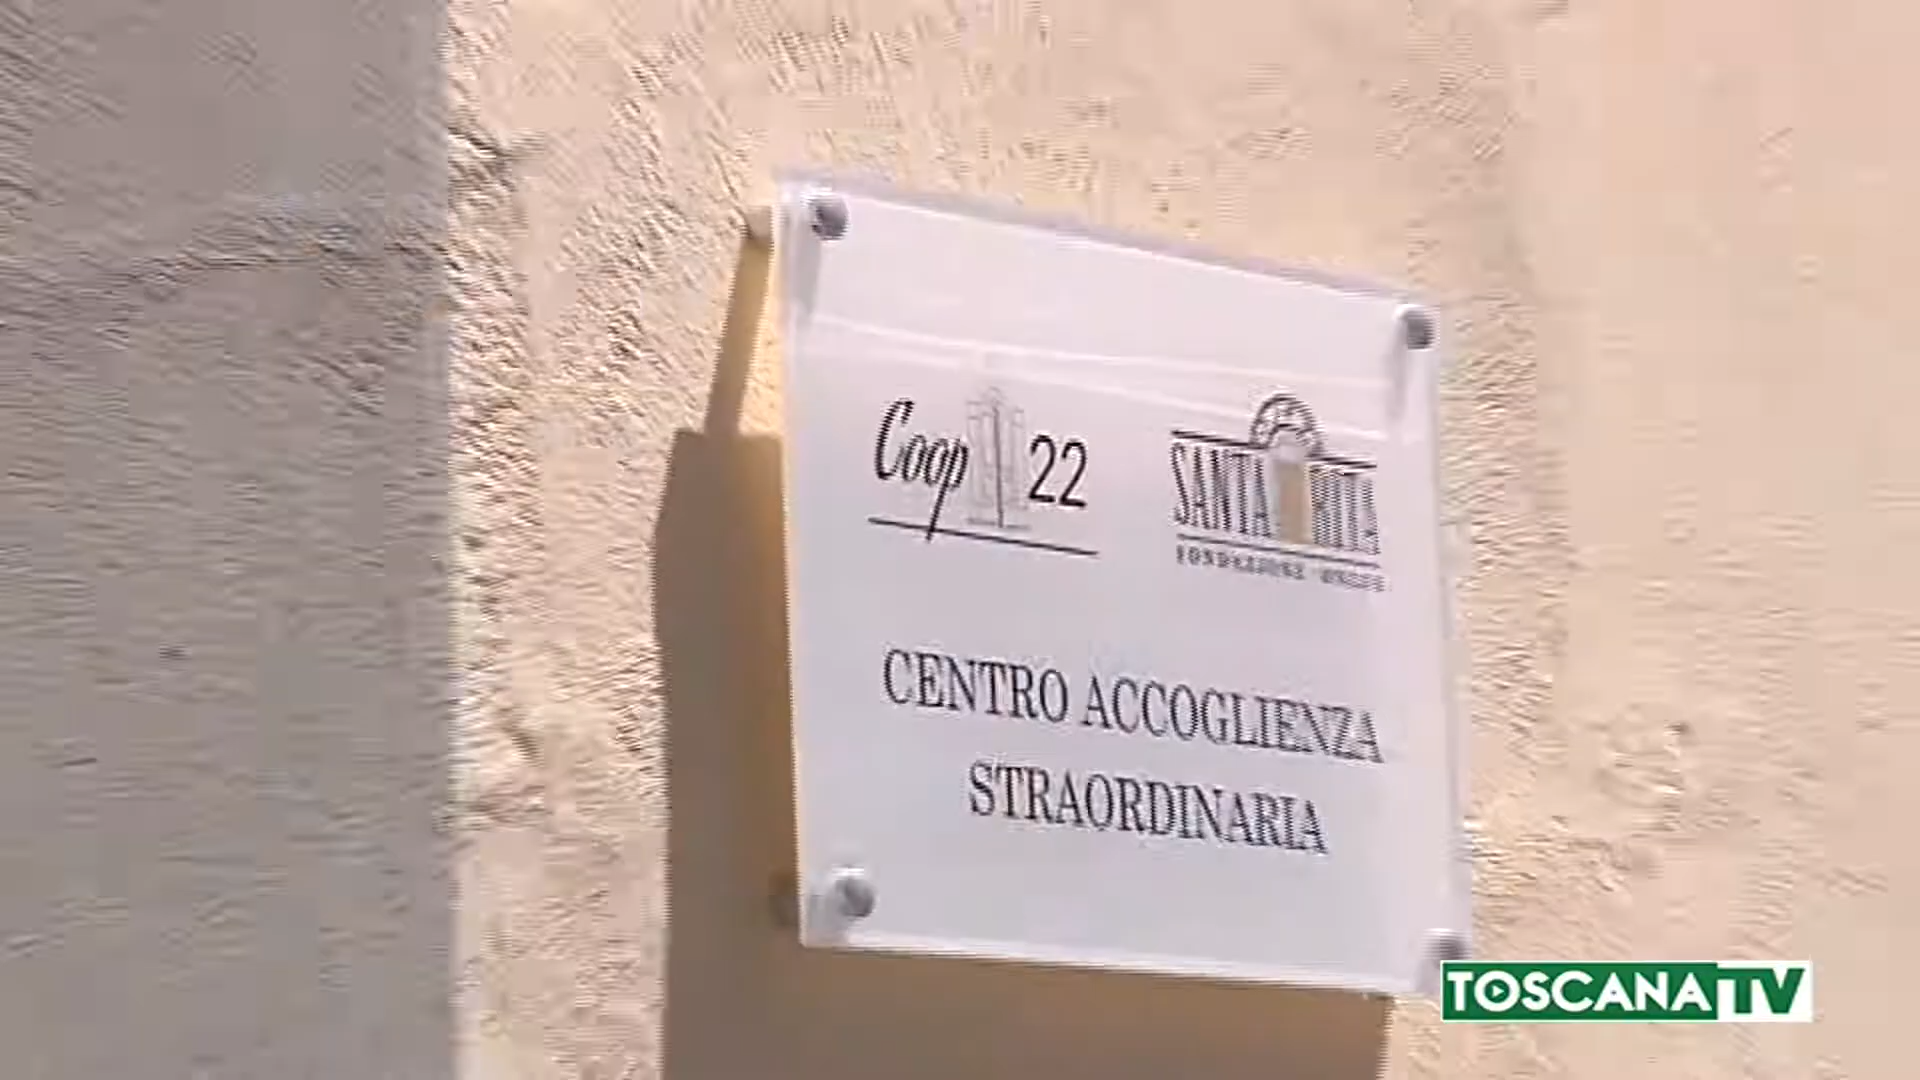 Coop 22
SANTA RITA
FONDAZIONE ONLUS
CENTRO ACCOGLIENZA
STRAORDINARIA
TOSCANA TV